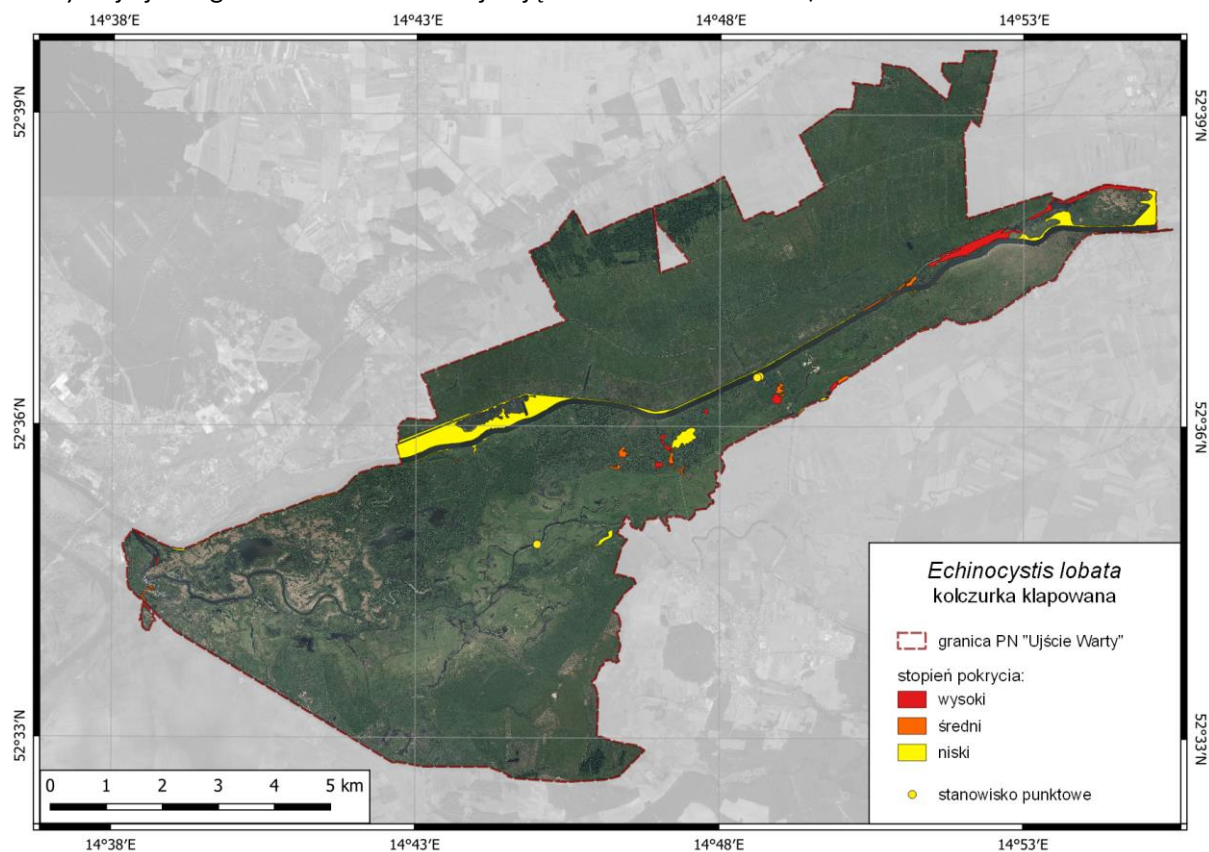 14°38′E 14°43′E 14°48′E 14°53′E
52°39′N 52°39′N
52°36′N 52°36′N
52°33′N 52°33′N
Echinocystis lobata
kolczurka klapowana
granica PN "Ujście Warty"
stopień pokrycia:
wysoki
średni
niski
stanowisko punktowe
0 1 2 3 4 5 km
14°38′E 14°43′E 14°48′E 14°53′E